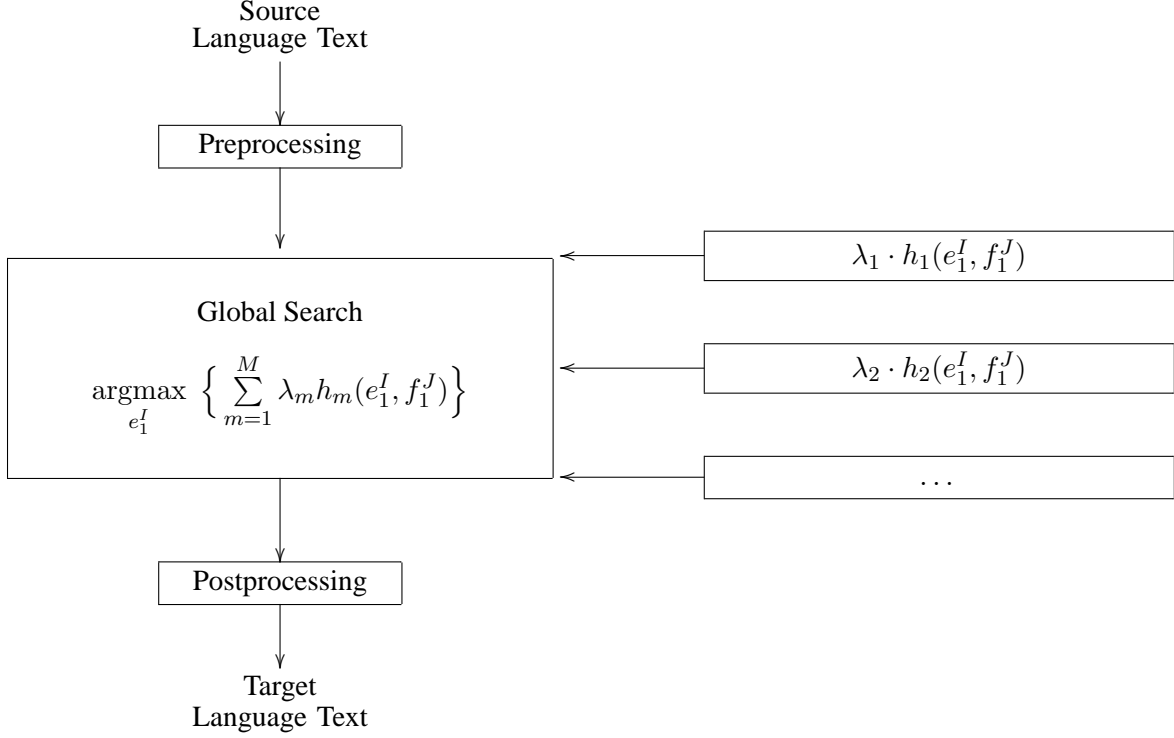 Source
Language Text
Preprocessing
λ₁ · h₁(e₁ᴵ, f₁ᴶ)
Global Search
argmax { ∑ λₘhₘ(e₁ᴵ, f₁ᴶ)}
e₁ᴵ m=1 M
λ₂ · h₂(e₁ᴵ, f₁ᴶ)
. . .
Postprocessing
Target
Language Text